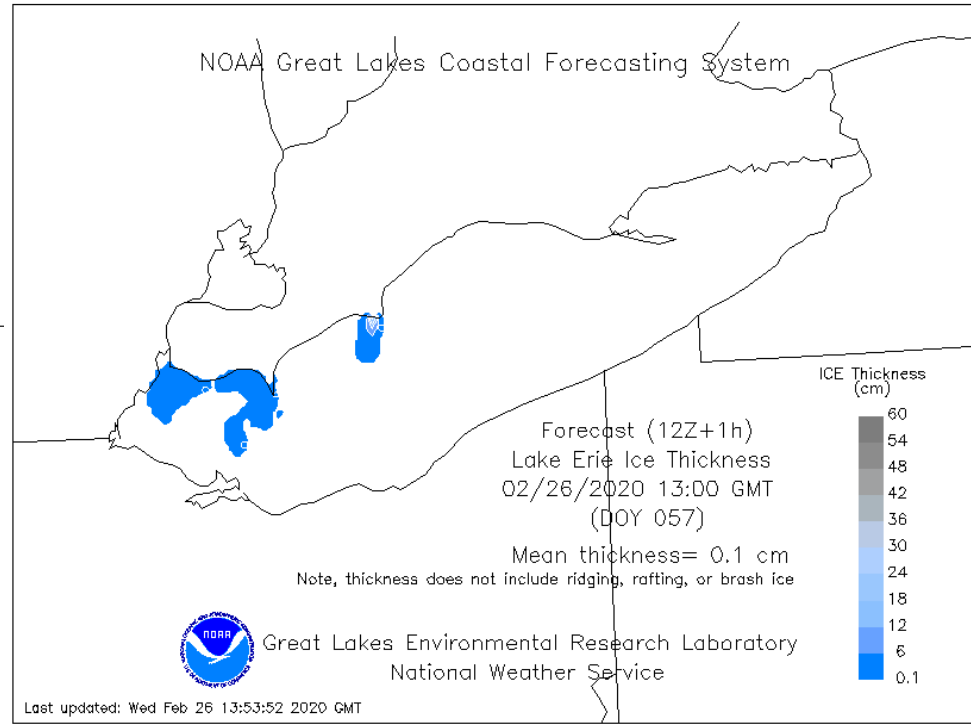 NOAA Great Lakes Coastal Forecasting System
ICE Thickness
(cm)
60
54
48
42
36
30
24
18
12
6
0.1
Forecast (12Z+1h)
Lake Erie Ice Thickness
02/26/2020 13:00 GMT
(DOY 057)
Mean thickness= 0.1 cm
Note, thickness does not include ridging, rafting, or brash ice
NOAA
Great Lakes Environmental Research Laboratory
National Weather Service
Last updated: Wed Feb 26 13:53:52 2020 GMT